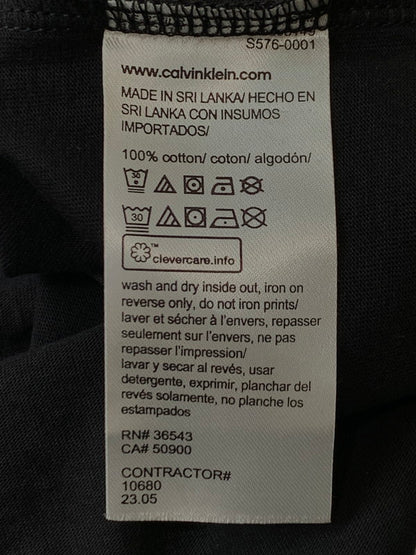 S576-0001
www.calvinklein.com
MADE IN SRI LANKA/ HECHO EN
SRI LANKA CON INSUMOS
IMPORTADOS/
100% cotton/ coton/ algodón/
30
30
™
clevercare.info
wash and dry inside out, iron on
reverse only, do not iron prints/
laver et sécher à l'envers, repasser
seulement sur l'envers, ne pas
repasser l'impression/
lavar y secar al revés, usar
detergente, exprimir, planchar del
revés solamente, no planche los
estampados
RN# 36543
CA# 50900
CONTRACTOR#
10680
23.05